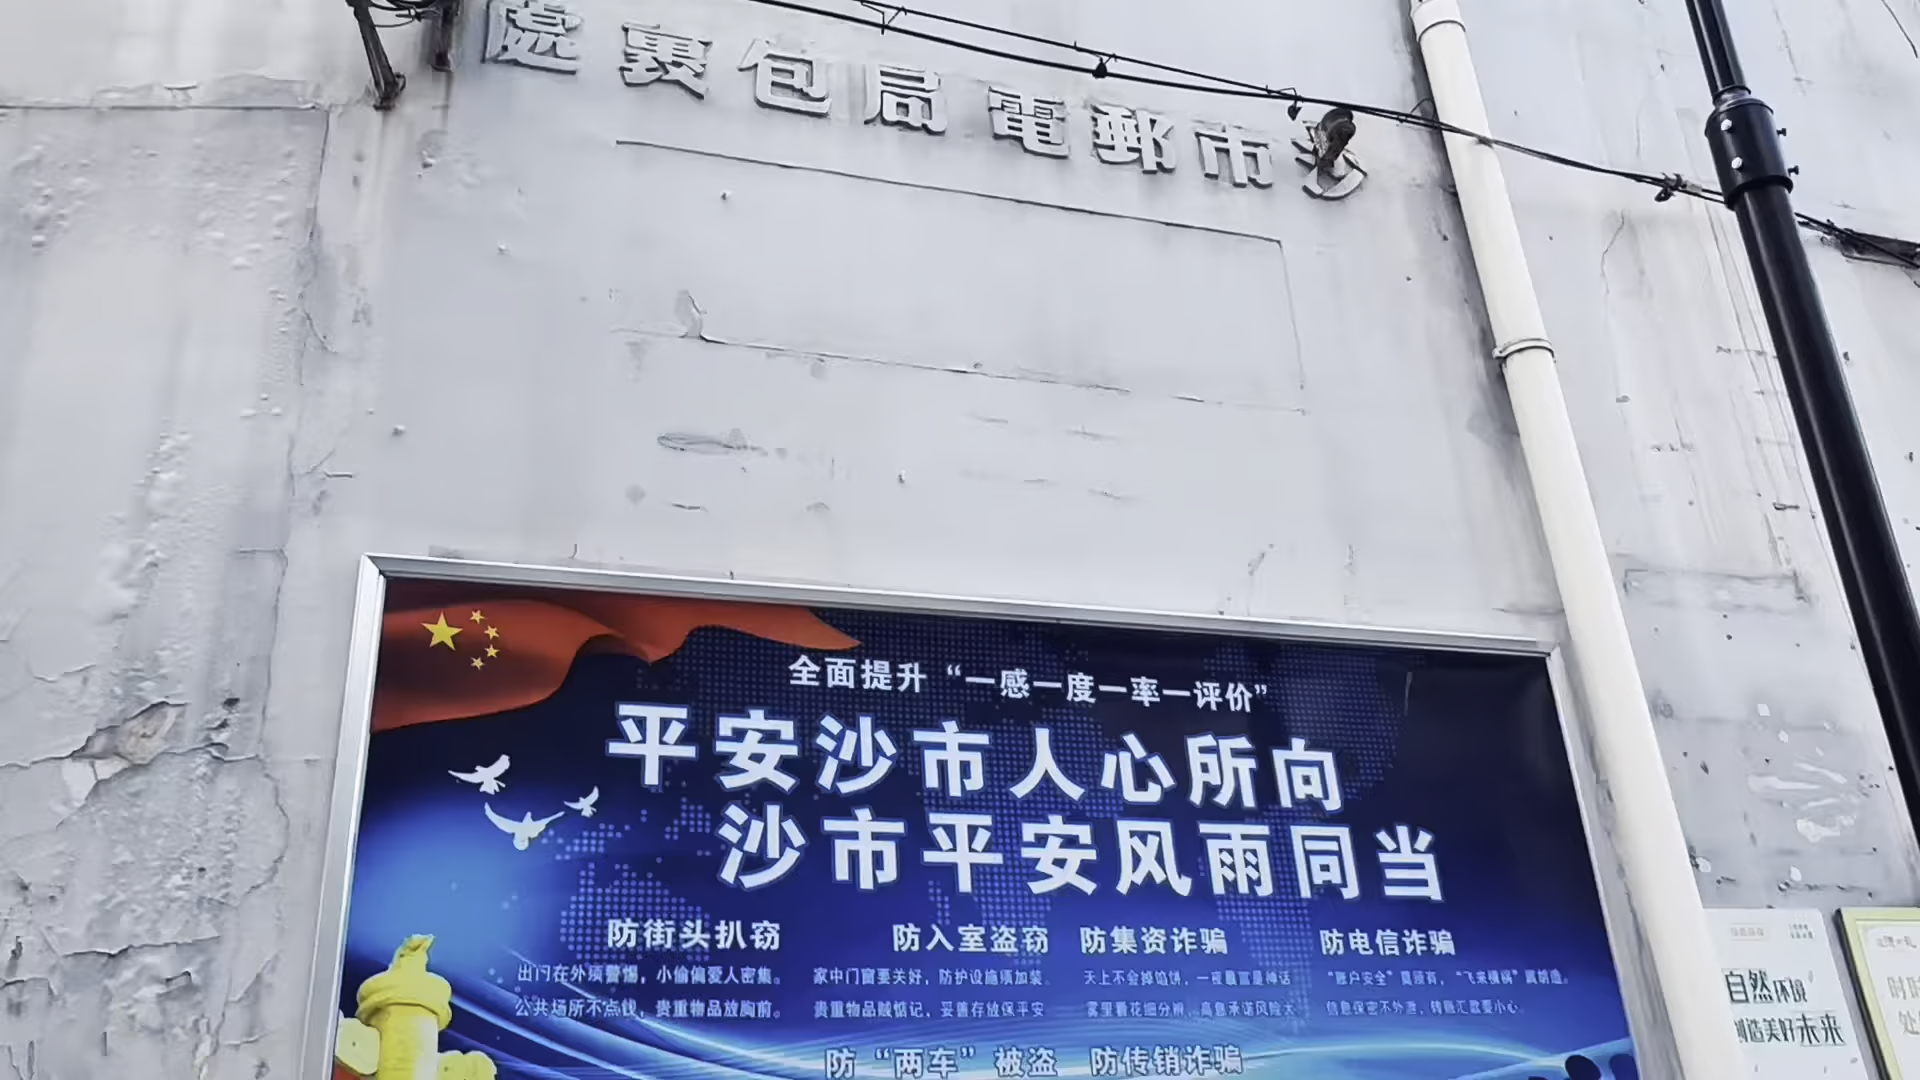 沙市郵電局包裹處
全面提升“一感一度一率一评价”
平安沙市人心所向
沙市平安风雨同当
防街头扒窃
出门在外须警惕，小偷偏爱人密集。
公共场所不点钱，贵重物品放胸前。
防入室盗窃
家中门窗要关好，防护设施须加装。
贵重物品贼惦记，妥善存放保平安
防集资诈骗
天上不会掉馅饼，一夜暴富是神话
雾里看花细分辨，高息承诺风险大
防电信诈骗
“账户安全”莫须有，“飞来横祸”
信息保密不外泄，转账汇款要小心
防“两车”被盗
防传销诈骗
自然环境
创造美好未来